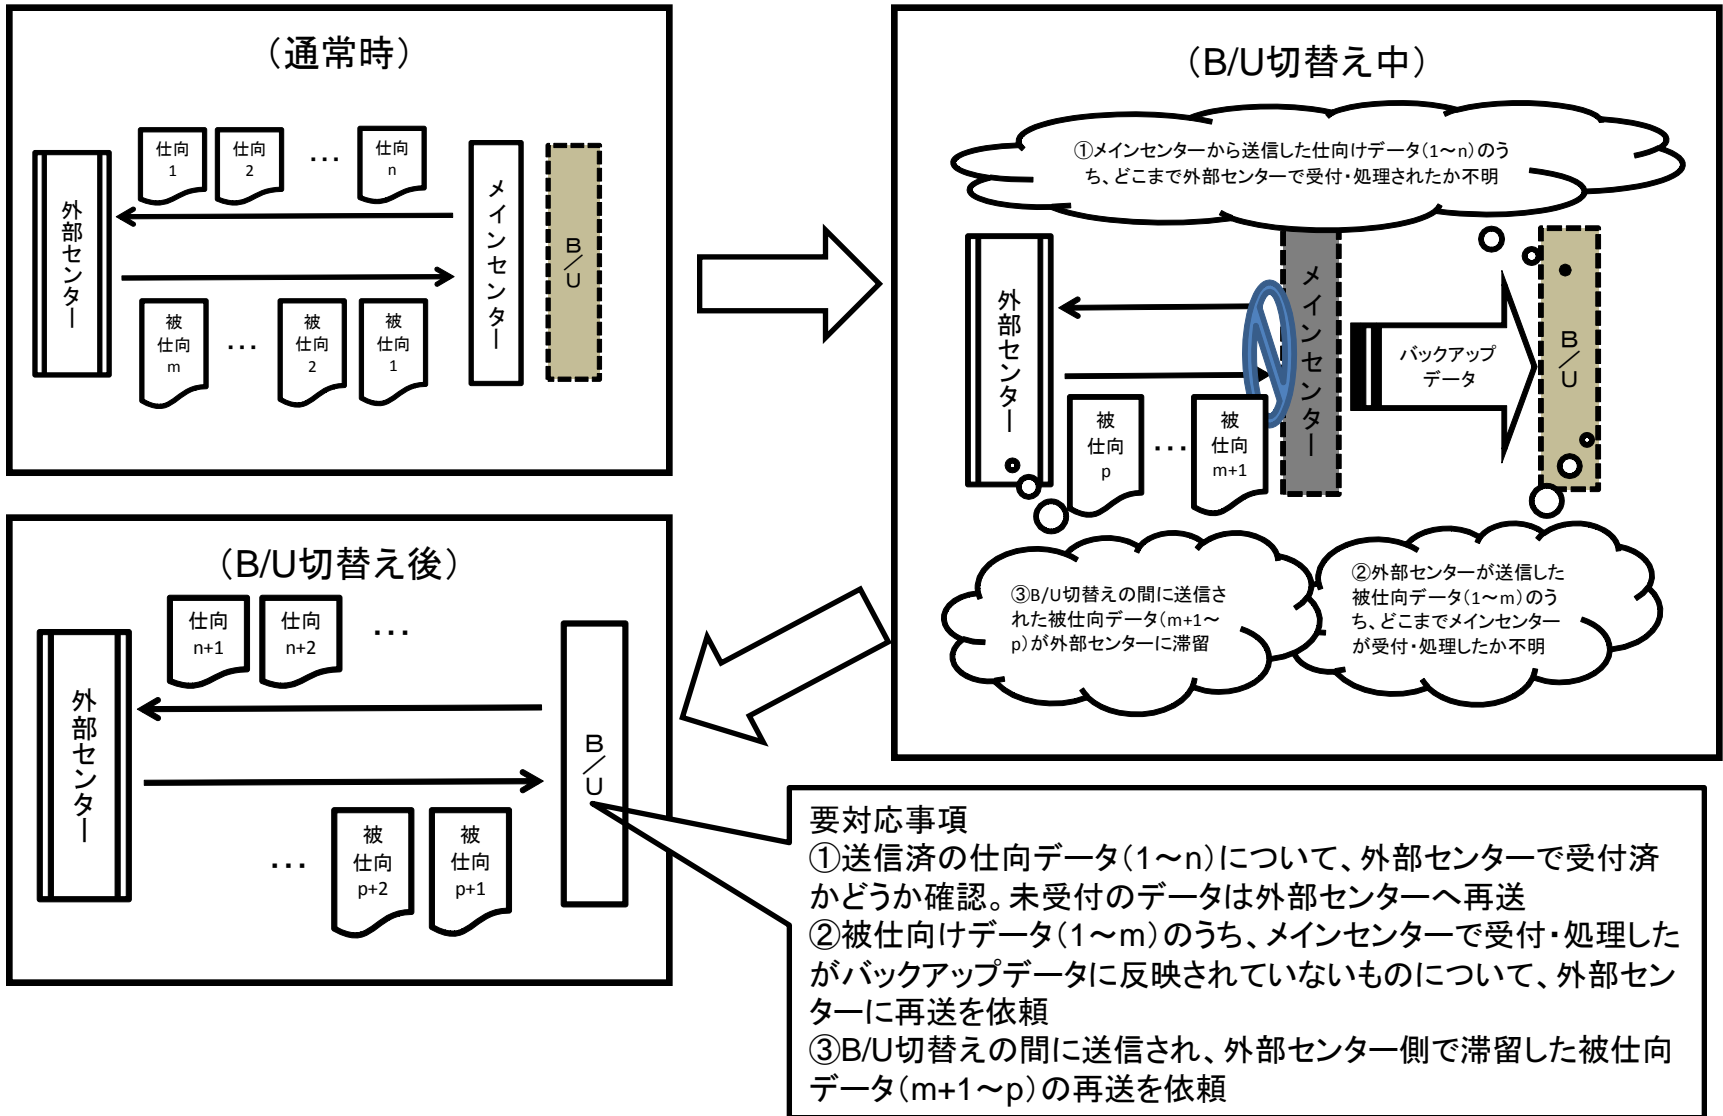 （通常時）
仕向
1
仕向
2
…
仕向
n
外部センター
メインセンター
B／U
被
仕向
m
…
被
仕向
2
被
仕向
1
（B/U切替え中）
①メインセンターから送信した仕向けデータ（1～n）のう
ち、どこまで外部センターで受付・処理されたか不明
外部センター
メインセンター
バックアップ
データ
B／U
被
仕向
p
…
被
仕向
m+1
③B/U切替えの間に送信さ
れた被仕向データ（m+1～
p）が外部センターに滞留
②外部センターが送信した
被仕向データ（1～m）のう
ち、どこまでメインセンター
が受付・処理したか不明
（B/U切替え後）
仕向
n+1
仕向
n+2
…
外部センター
B／U
…
被
仕向
p+2
被
仕向
p+1
要対応事項
①送信済の仕向データ（1～n）について、外部センターで受付済
かどうか確認。未受付のデータは外部センターへ再送
②被仕向けデータ（1～m）のうち、メインセンターで受付・処理した
がバックアップデータに反映されていないものについて、外部セン
ターに再送を依頼
③B/U切替えの間に送信され、外部センター側で滞留した被仕向
データ（m+1～p）の再送を依頼